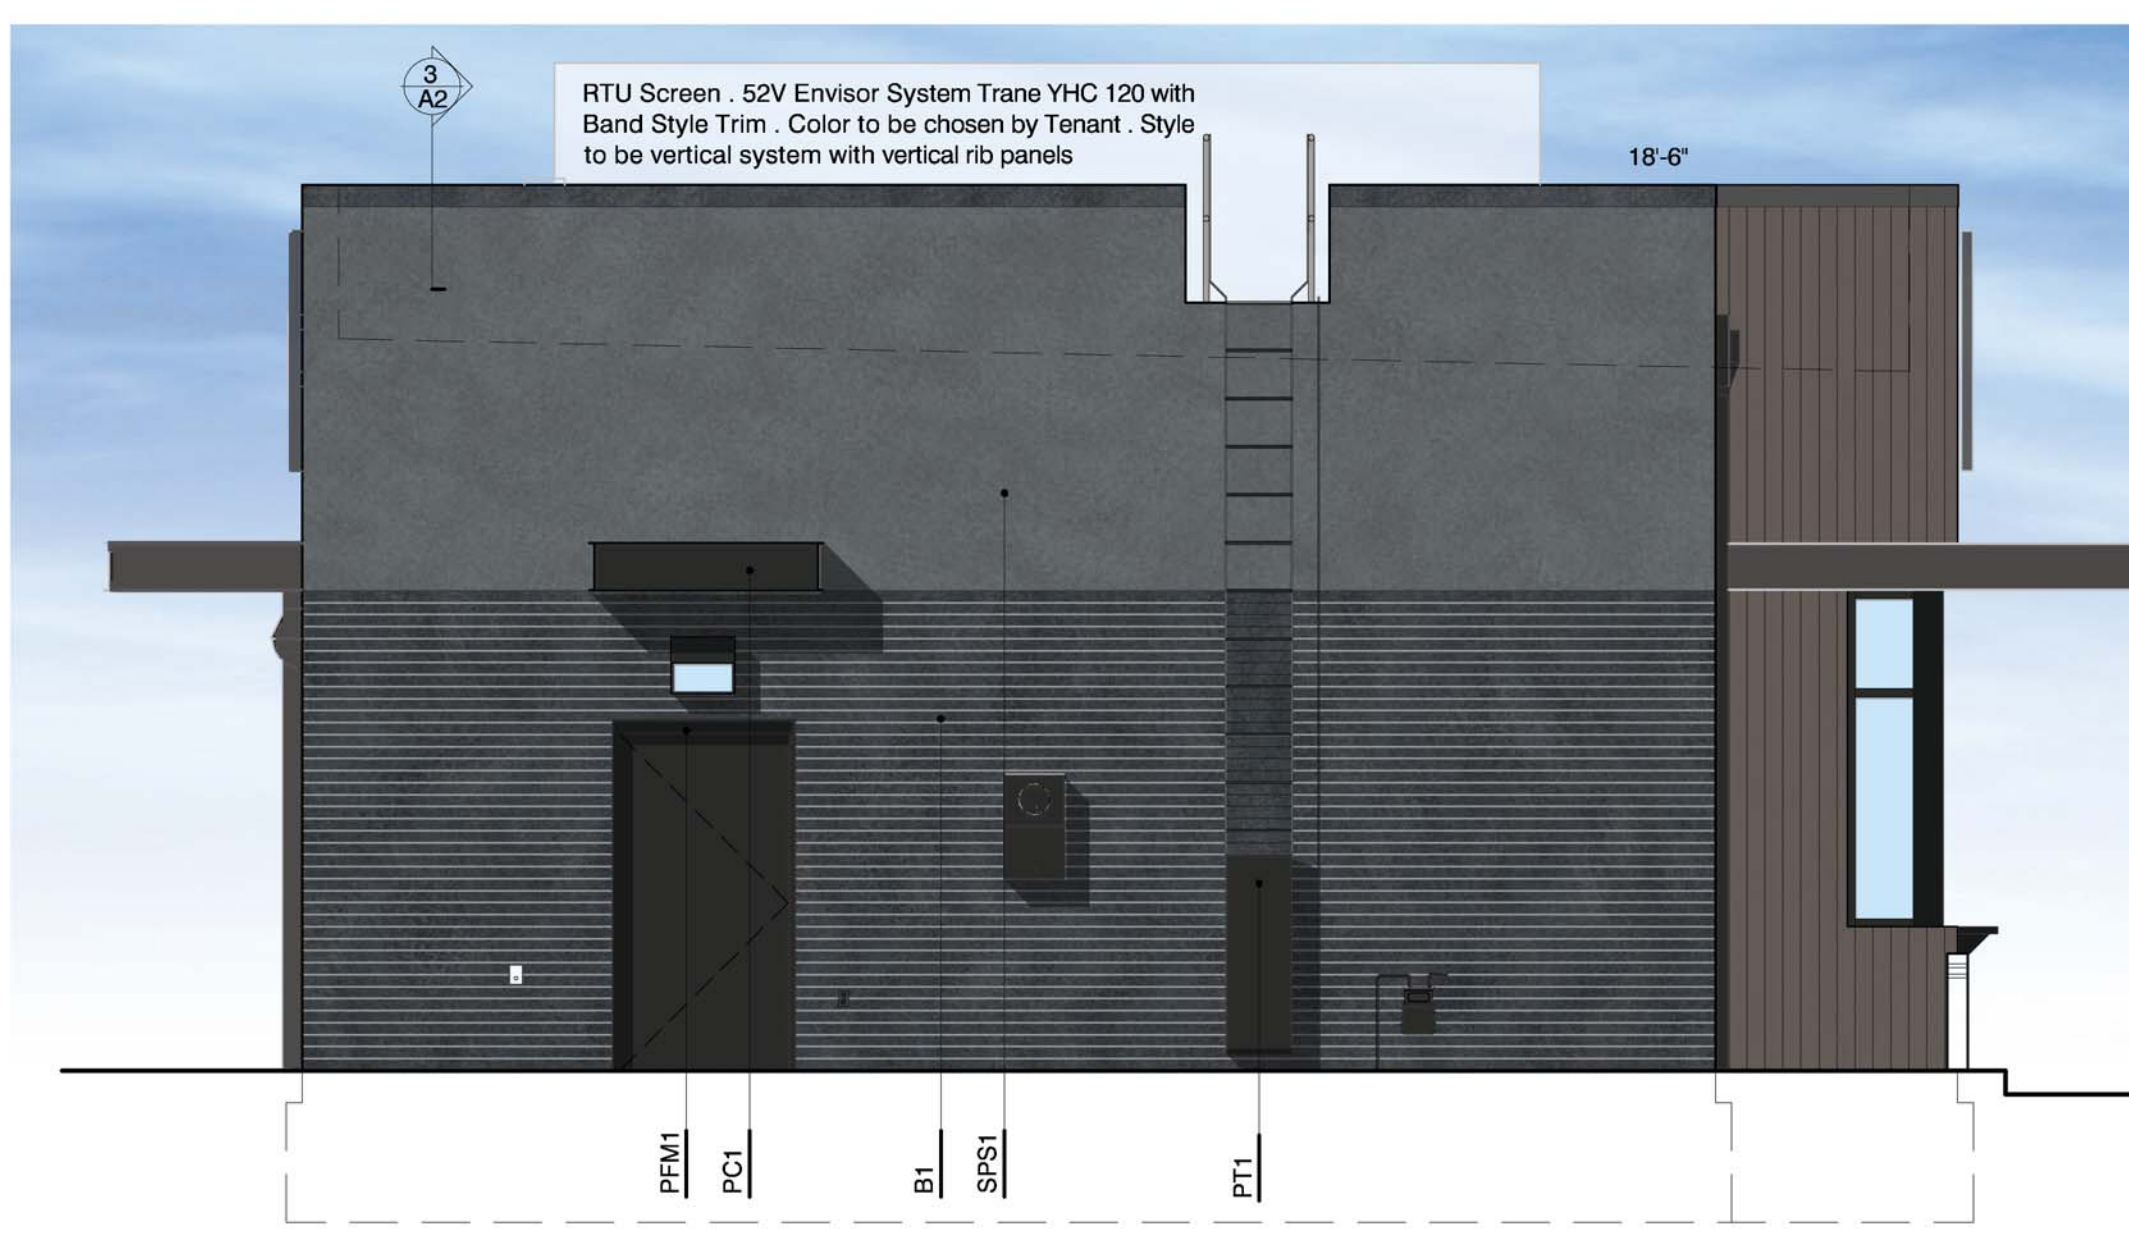 3
A2
RTU Screen . 52V Envisor System Trane YHC 120 with
Band Style Trim . Color to be chosen by Tenant . Style
to be vertical system with vertical rib panels
18'-6"
PFM1
PC1
B1
SPS1
PT1